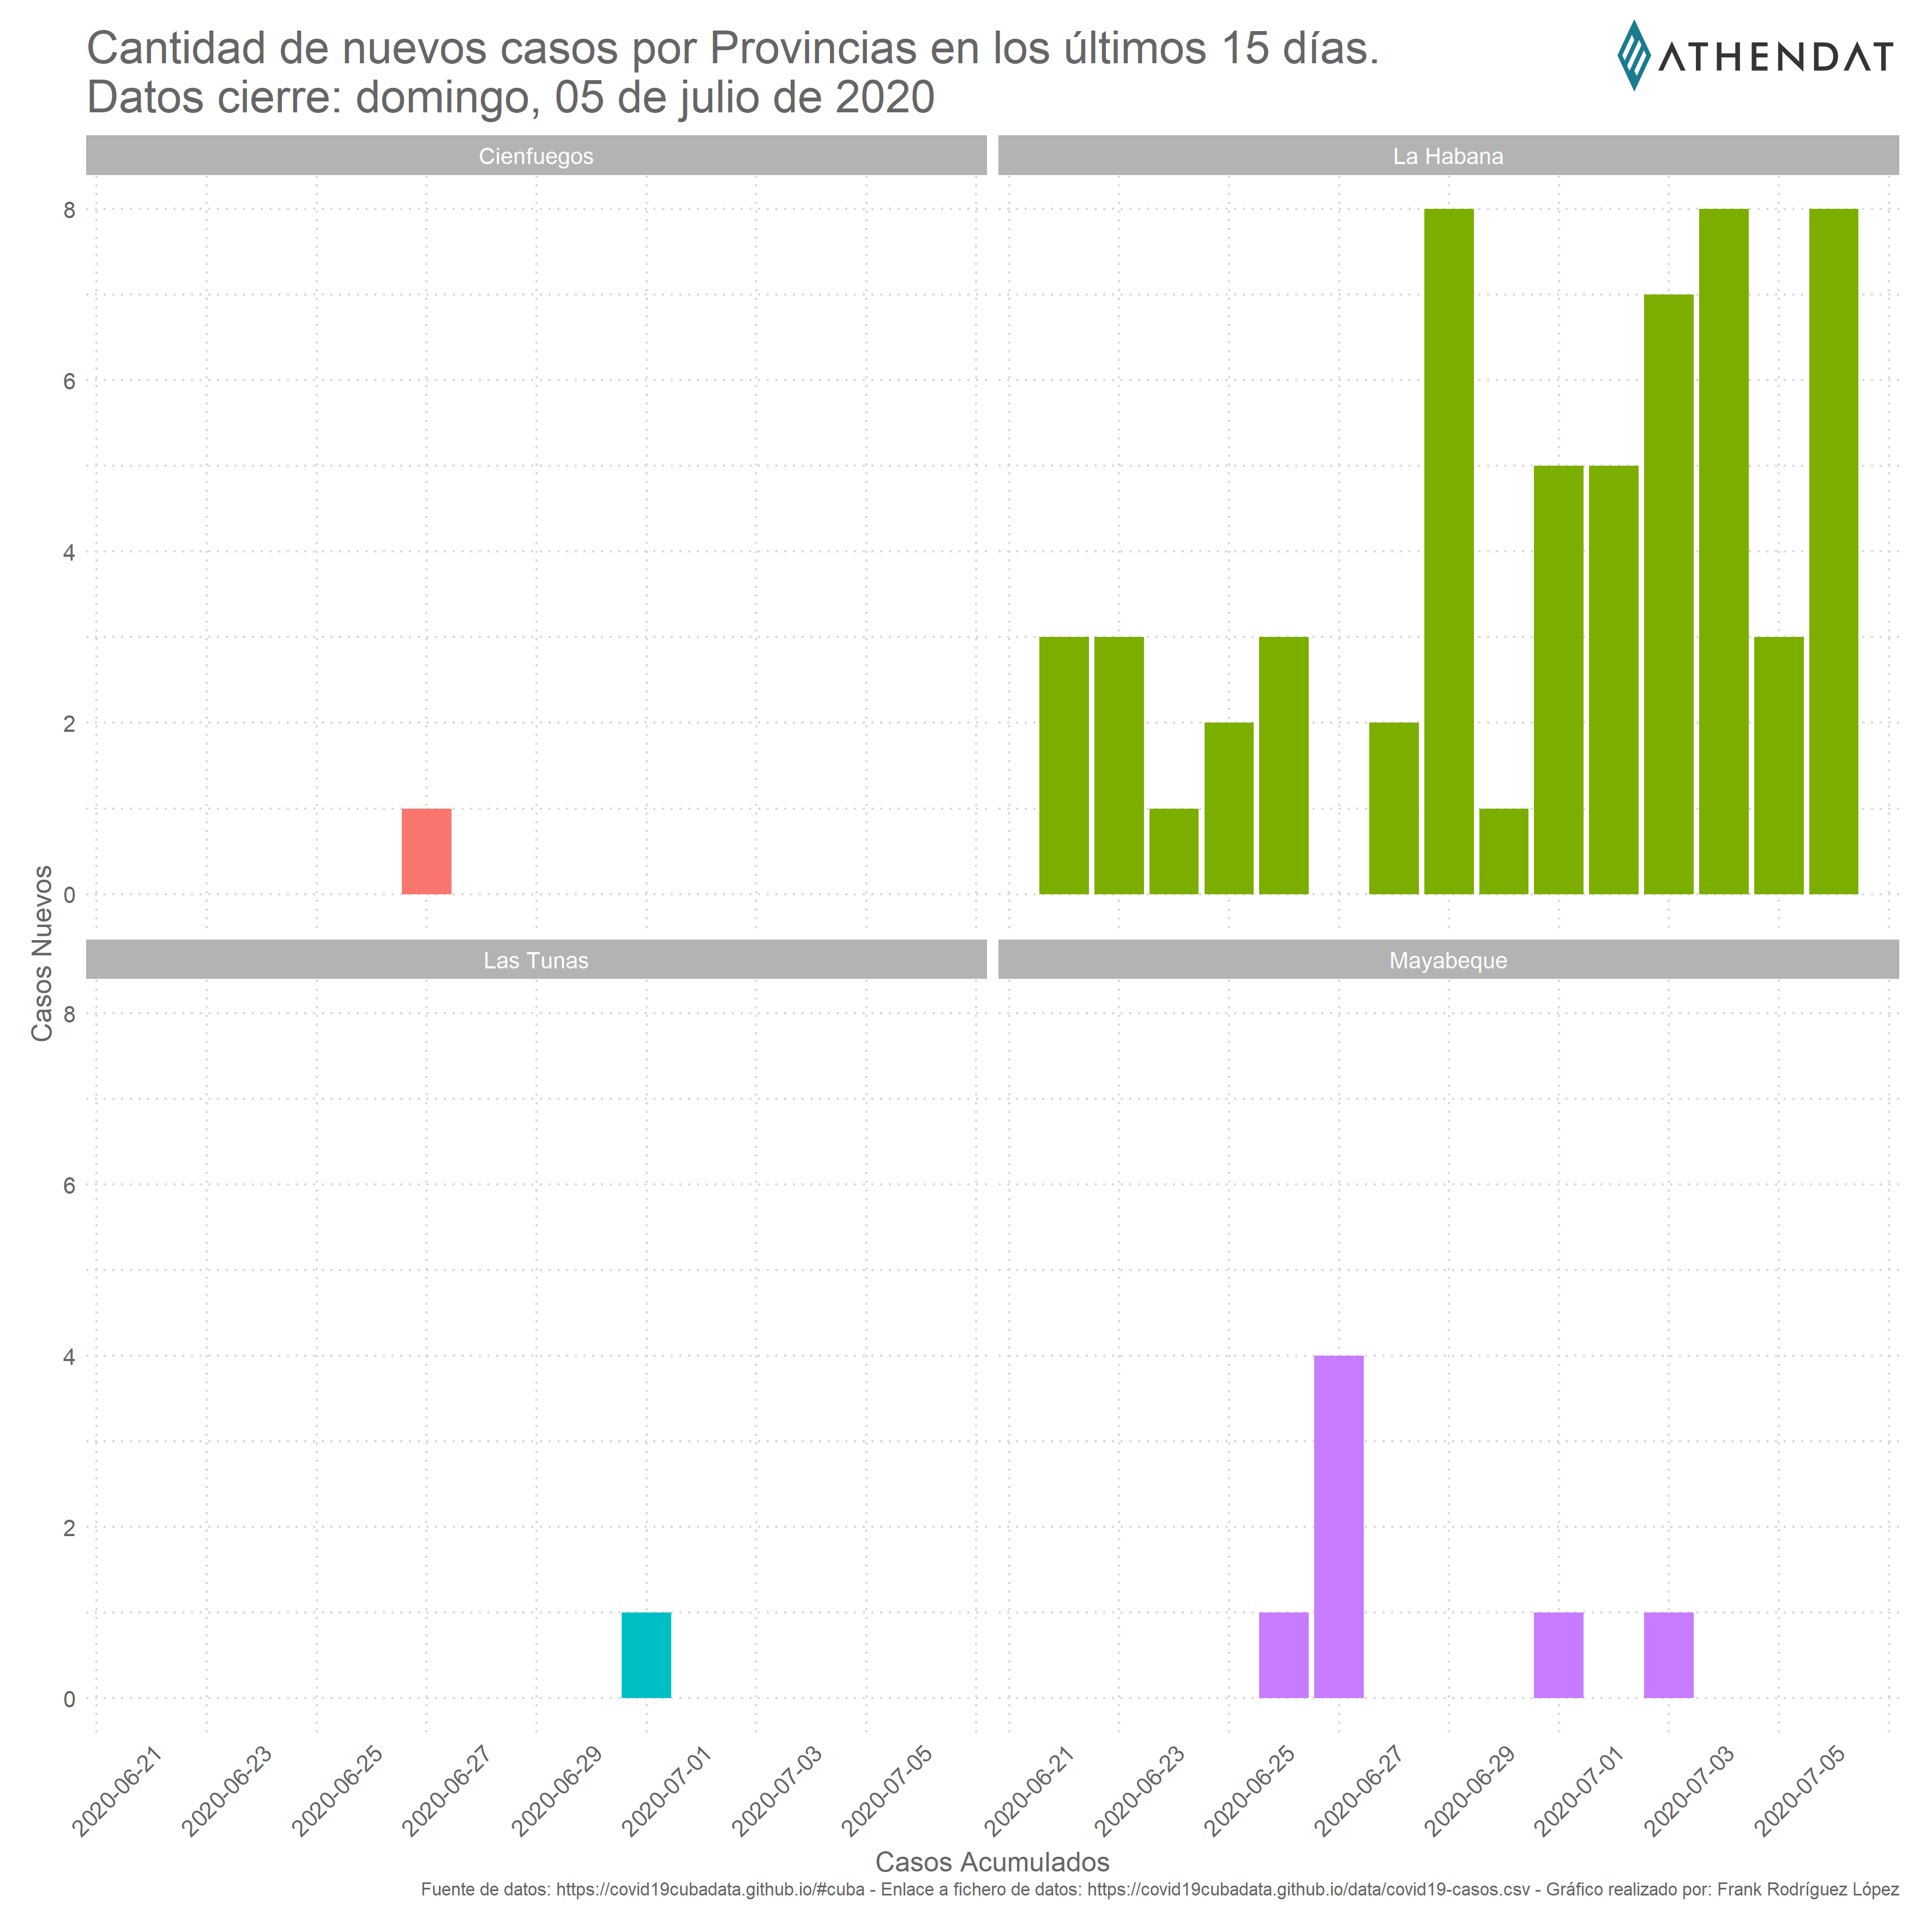 Cantidad de nuevos casos por Provincias en los últimos 15 días.
Datos cierre: domingo, 05 de julio de 2020
ATHENDAT
Cienfuegos
La Habana
8
6
4
2
0
Casos Nuevos
Las Tunas
Mayabeque
8
6
4
2
0
2020-06-21
2020-06-23
2020-06-25
2020-06-27
2020-06-29
2020-07-01
2020-07-03
2020-07-05
2020-06-21
2020-06-23
2020-06-25
2020-06-27
2020-06-29
2020-07-01
2020-07-03
2020-07-05
Casos Acumulados
Fuente de datos: https://covid19cubadata.github.io/#cuba - Enlace a fichero de datos: https://covid19cubadata.github.io/data/covid19-casos.csv - Gráfico realizado por: Frank Rodríguez López